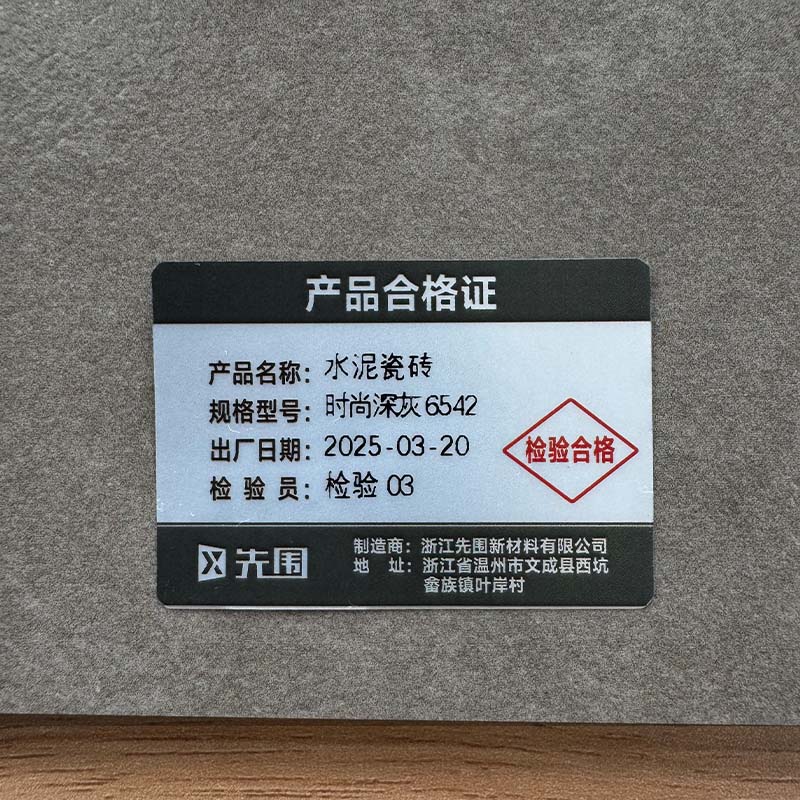 产品合格证
产品名称：水泥瓷砖
规格型号：时尚深灰6542
出厂日期：2025-03-20
检验员：检验03
检验合格
先围
制造商：浙江先围新材料有限公司
地 址：浙江省温州市文成县西坑
畲族镇叶岸村